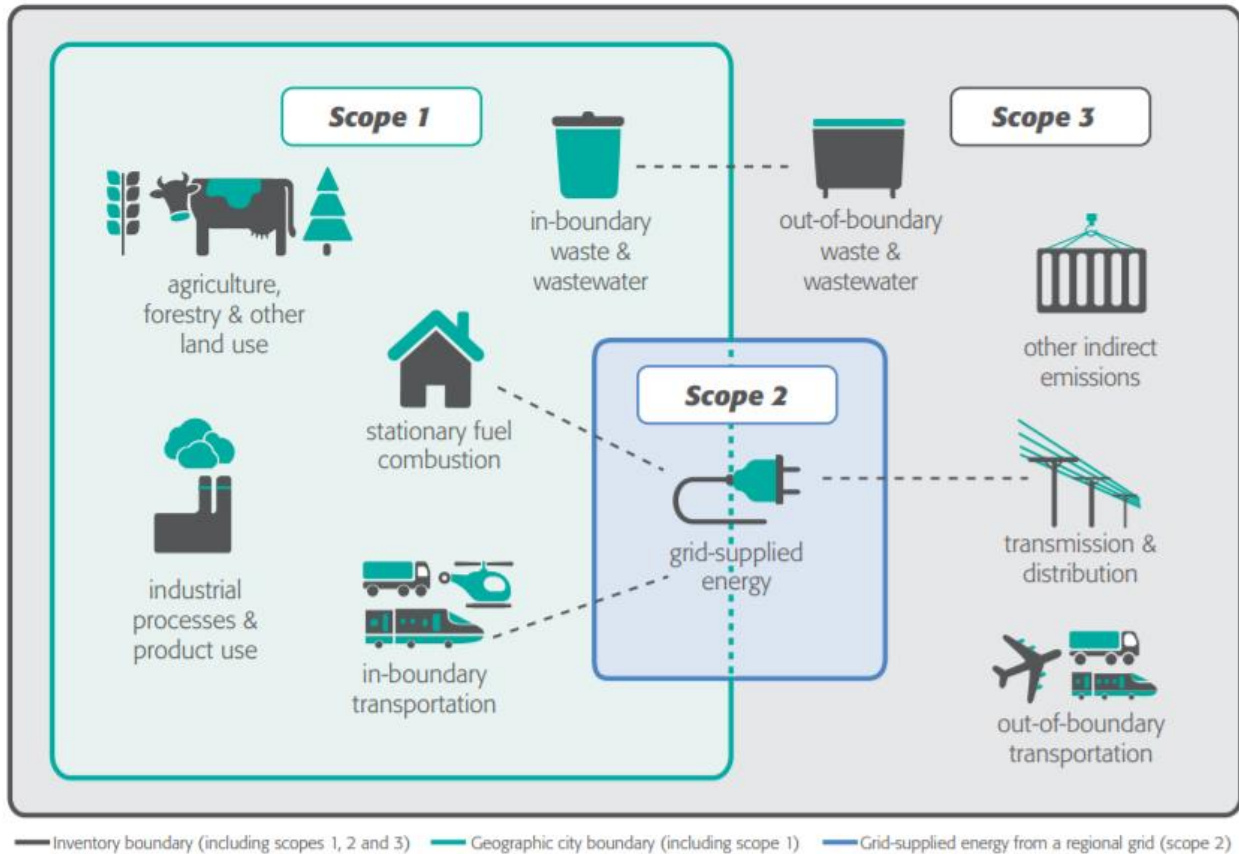 Scope 1
Scope 3
in-boundary
waste &
wastewater
out-of-boundary
waste &
wastewater
agriculture,
forestry & other
land use
other indirect
emissions
Scope 2
stationary fuel
combustion
grid-supplied
energy
transmission &
distribution
industrial
processes &
product use
in-boundary
transportation
out-of-boundary
transportation
Inventory boundary (including scopes 1, 2 and 3)
Geographic city boundary (including scope 1)
Grid-supplied energy from a regional grid (scope 2)